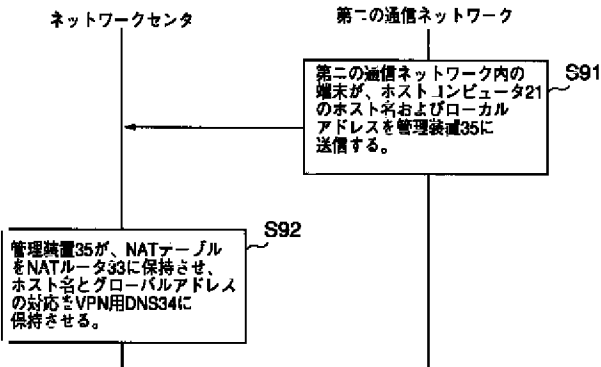 ネットワークセンタ
第二の通信ネットワーク
第二の通信ネットワーク内の
端末が、ホストコンピュータ21
のホスト名およびローカル
アドレスを管理装置35に
送信する。
S91
S92
管理装置35が、NATテーブル
をNATルータ33に保持させ、
ホスト名とグローバルアドレス
の対応をVPN用DNS34に
保持させる。